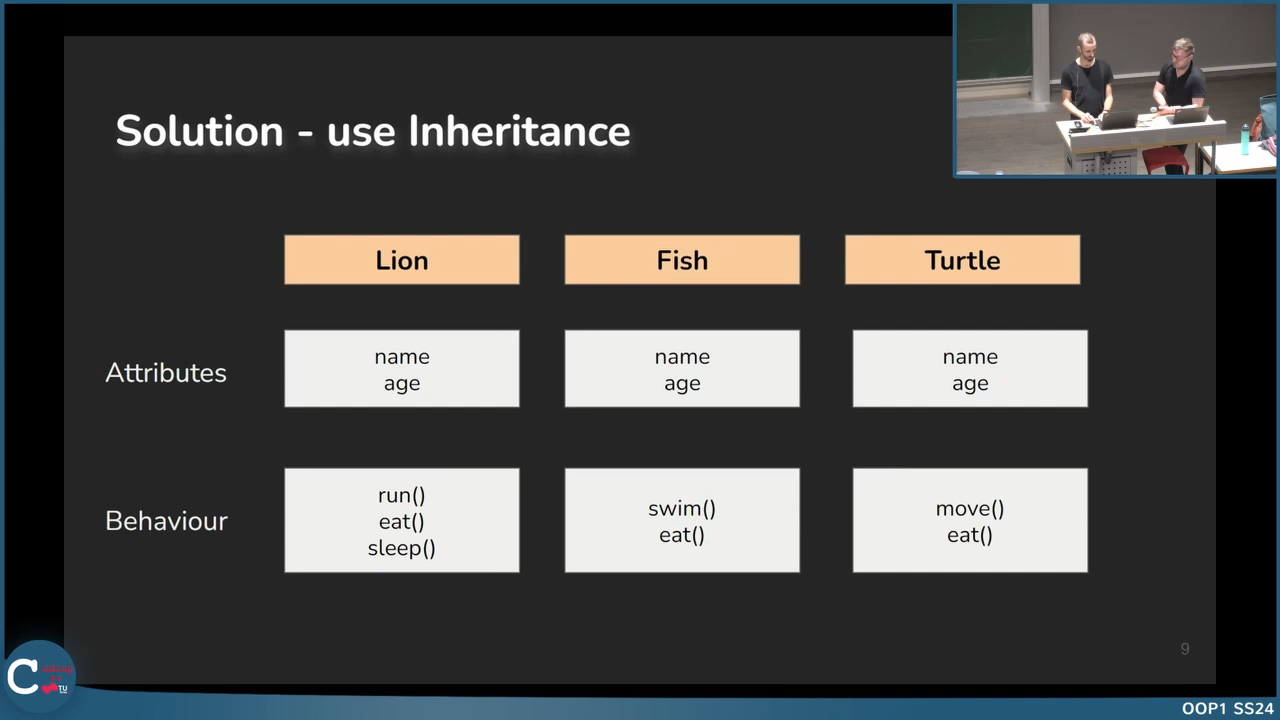 Solution - use Inheritance
Lion
Fish
Turtle
Attributes
name
age
name
age
name
age
Behaviour
run()
eat()
sleep()
swim()
eat()
move()
eat()
9
C
TU
OOP1 SS24